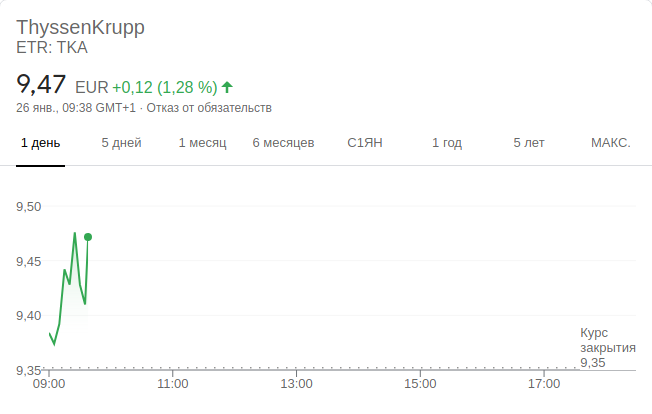 ThyssenKrupp
ETR: TKA
9,47 EUR +0,12 (1,28 %)
26 янв., 09:38 GMT+1 · Отказ от обязательств
1 день 5 дней 1 месяц 6 месяцев С1ЯН 1 год 5 лет МАКС.
9,50
9,45
9,40
9,35
Курс
закрытия
9,35
09:00 11:00 13:00 15:00 17:00